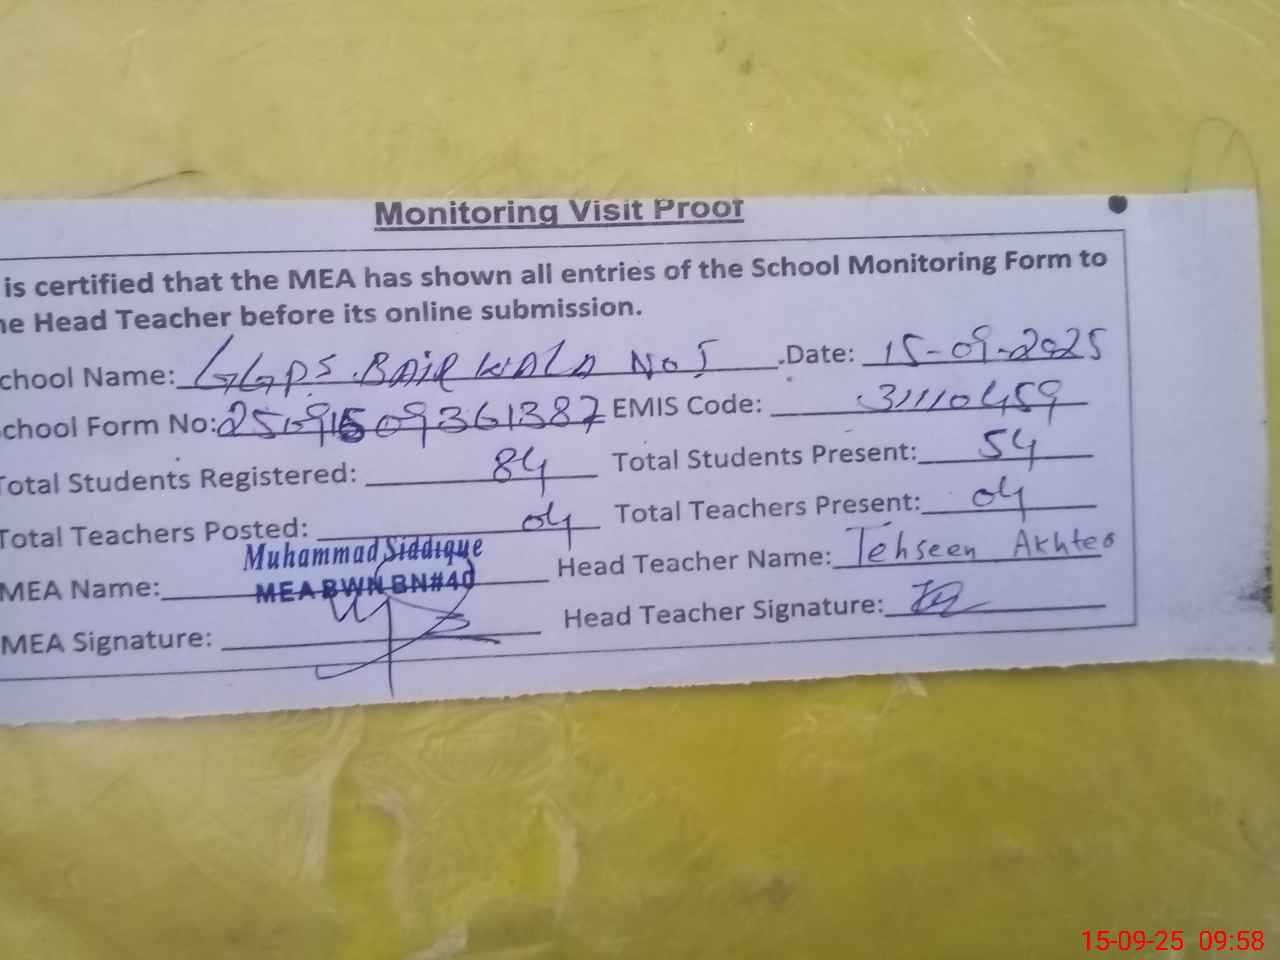 Monitoring Visit Proof
is certified that the MEA has shown all entries of the School Monitoring Form to
he Head Teacher before its online submission.
chool Name: GGPS. BAIR WALA No I .Date: 15-09-2025
chool Form No: 25091509361387 EMIS Code: 31110459
Total Students Registered: 84 Total Students Present: 54
Total Teachers Posted: 04 Total Teachers Present: 04
Muhammad Siddique
MEA Name: MEA BWN BN#40 Head Teacher Name: Tehseen Akhter
MEA Signature: Head Teacher Signature:
15-09-25 09:58